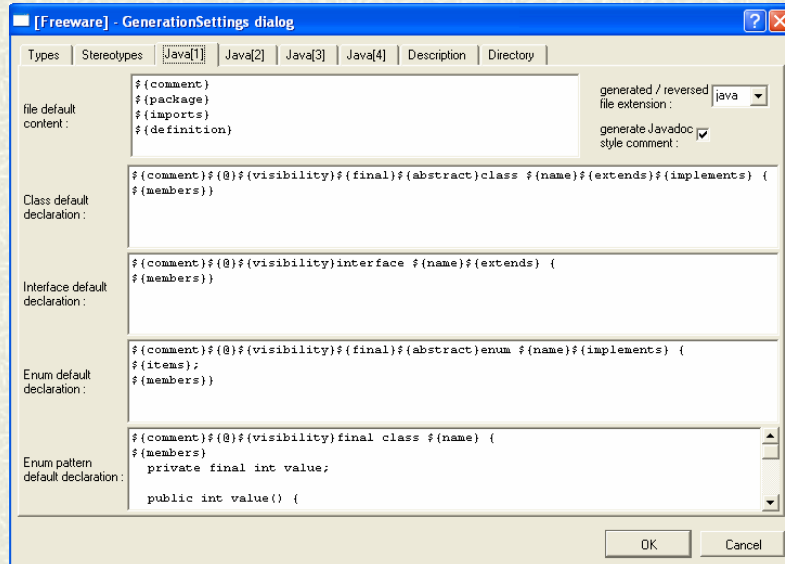 [Freeware] - GenerationSettings dialog
Types Stereotypes Java[1] Java[2] Java[3] Java[4] Description Directory
file default
content :
${comment}
${package}
${imports}
${definition}
generated / reversed
file extension :
java
generate Javadoc
style comment :
Class default
declaration :
${comment}${@}${visibility}${final}${abstract}class ${name}${extends}${implements} {
${members}}
Interface default
declaration :
${comment}${@}${visibility}interface ${name}${extends} {
${members}}
Enum default
declaration :
${comment}${@}${visibility}${final}${abstract}enum ${name}${implements} {
${items};
${members}}
Enum pattern
default declaration :
${comment}${@}${visibility}final class ${name} {
${members}
private final int value;
public int value() {
OK Cancel